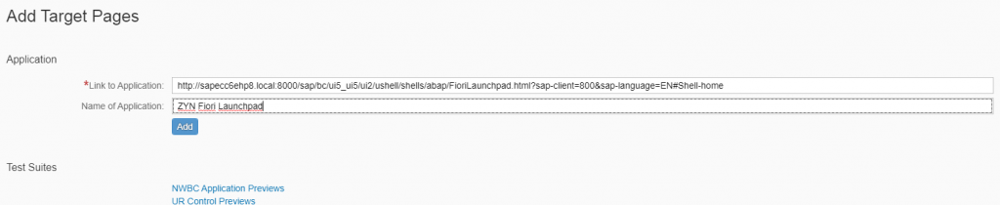 Add Target Pages
Application
*Link to Application: http://sapecc6ehp8.local:8000/sap/bc/ui5_ui5/ui2/ushell/shells/abap/FioriLaunchpad.html?sap-client=800&sap-language=EN#Shell-home
Name of Application: ZYN Fiori Launchpad
Add
Test Suites
NWBC Application Previews
UR Control Previews